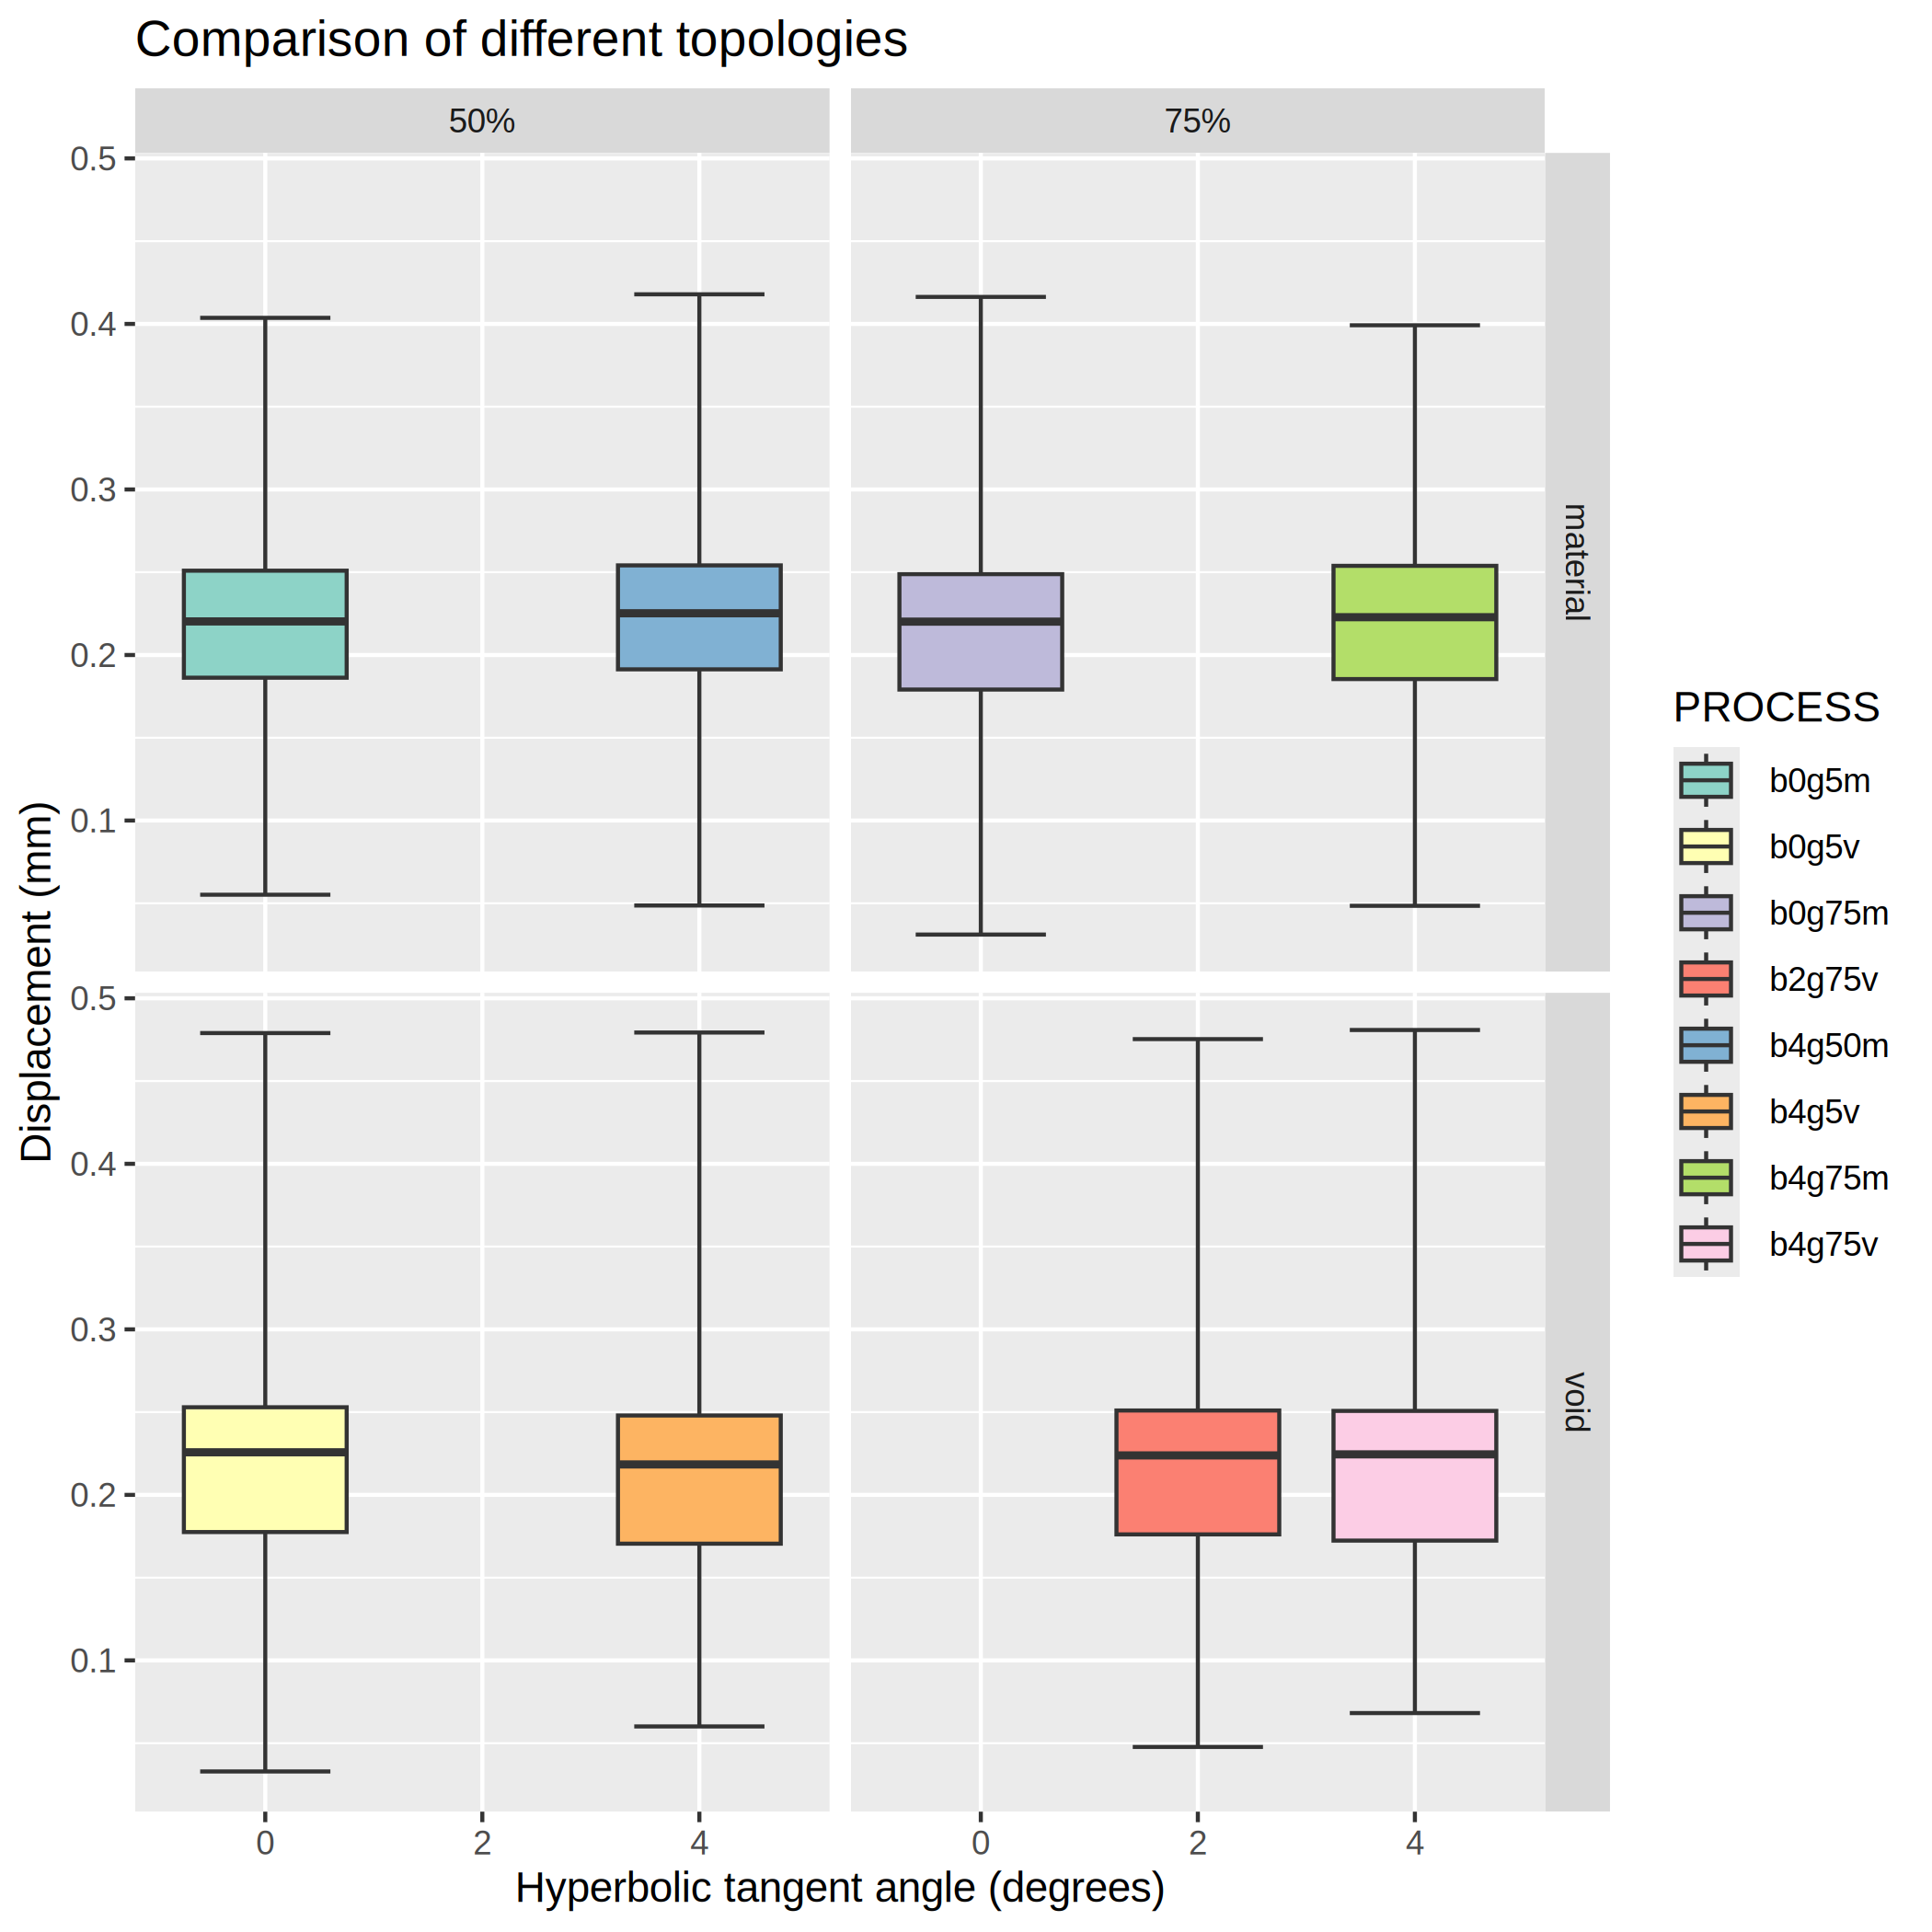 Comparison of different topologies
50%
75%
0.5
0.4
0.3
0.2
0.1
material
0.5
0.4
0.3
0.2
0.1
void
0
2
4
0
2
4
Hyperbolic tangent angle (degrees)
Displacement (mm)
PROCESS
b0g5m
b0g5v
b0g75m
b2g75v
b4g50m
b4g5v
b4g75m
b4g75v